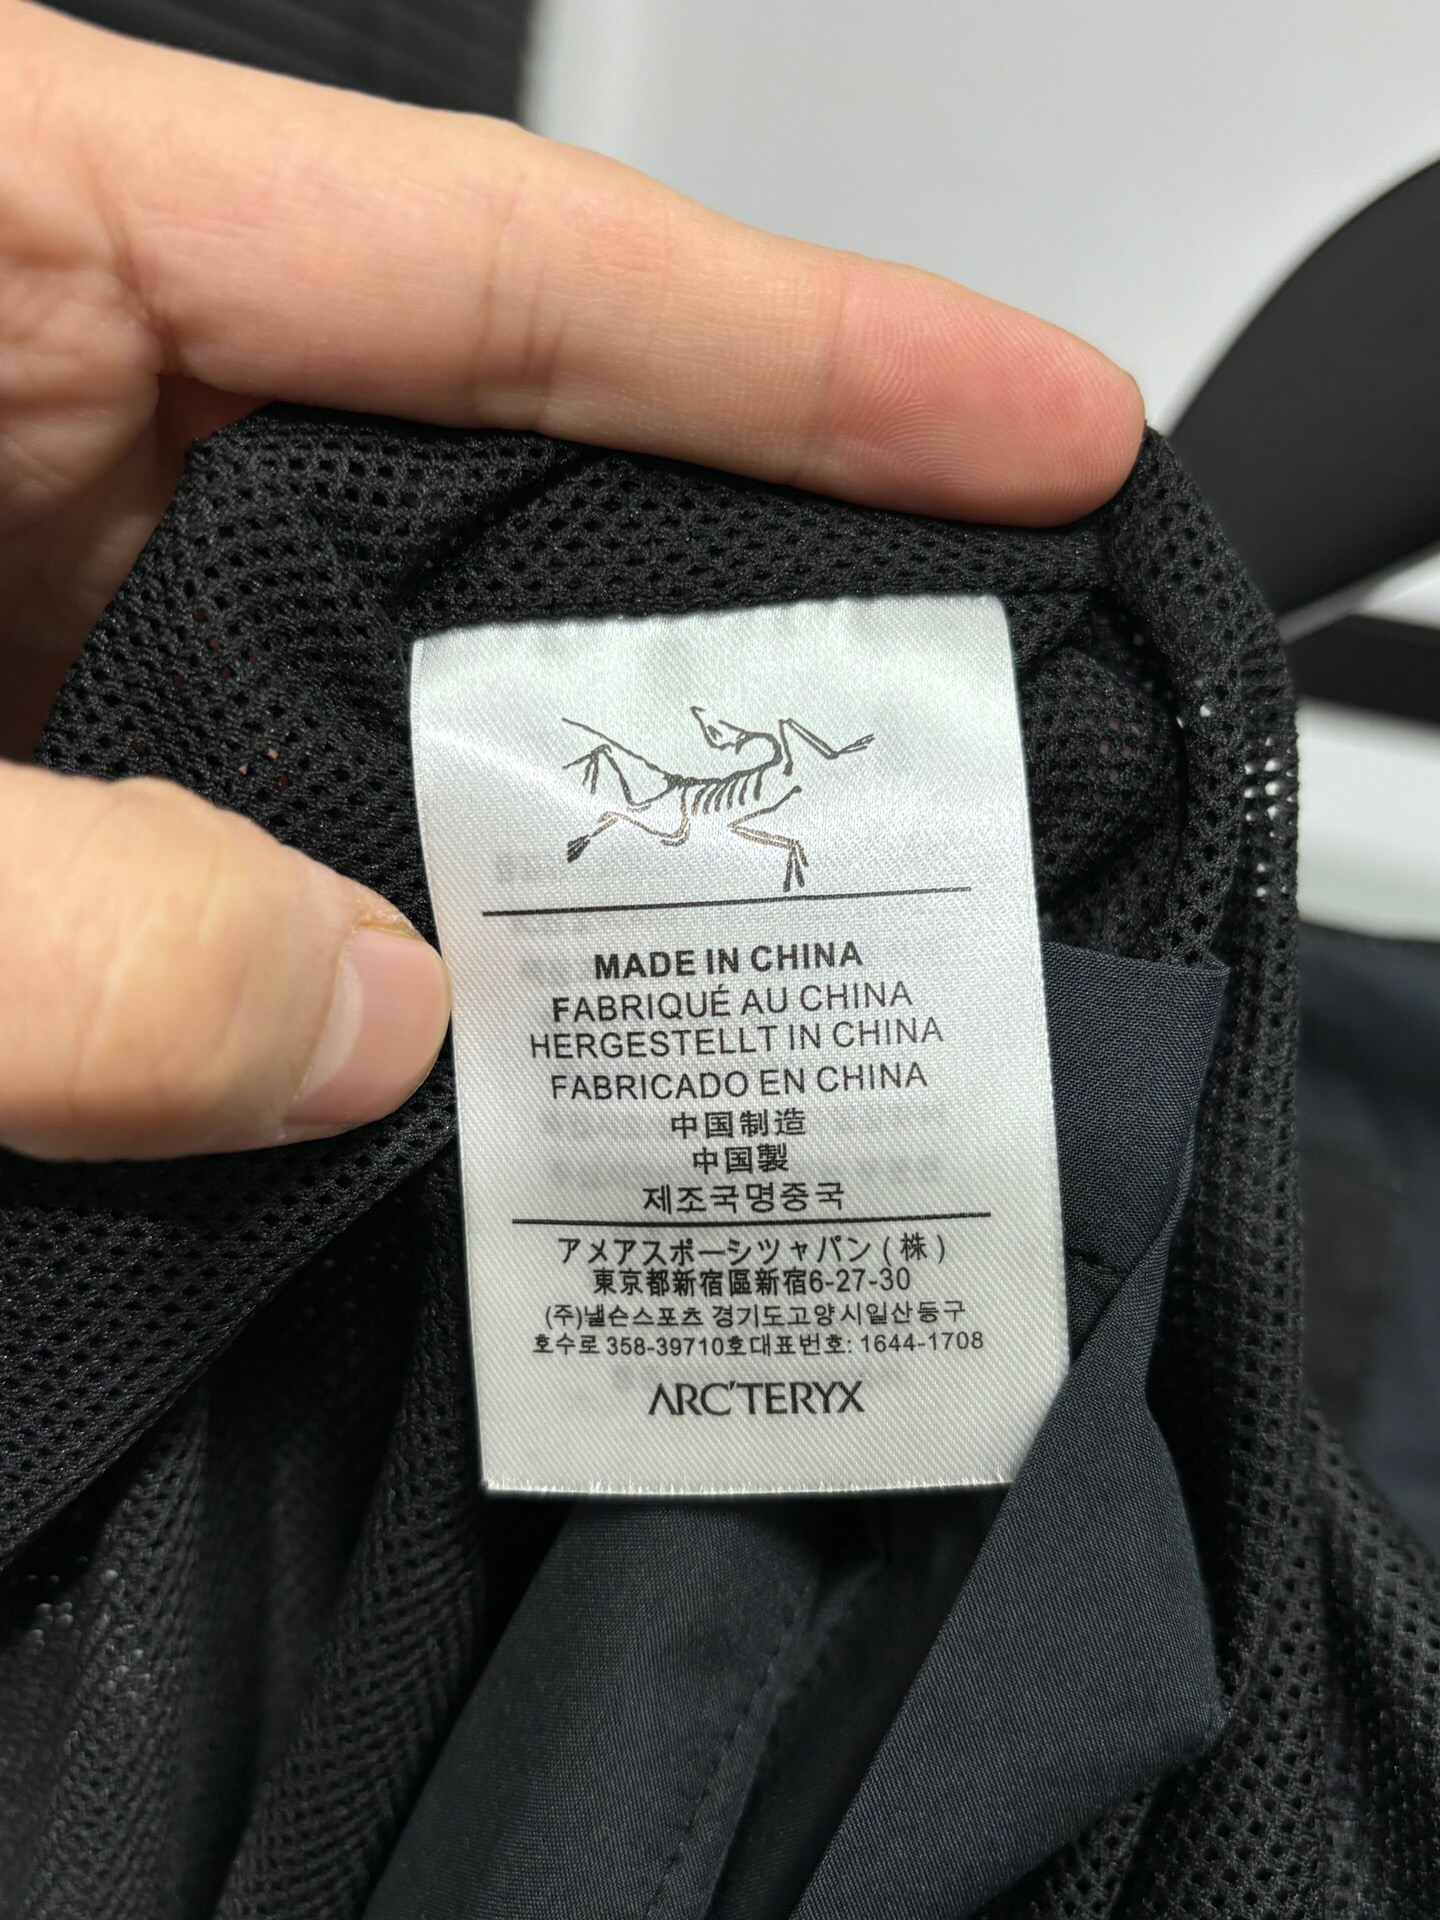 MADE IN CHINA
FABRIQUÉ AU CHINA
HERGESTELLT IN CHINA
FABRICADO EN CHINA
中国制造
中国製
제조국명중국
アメアスポーシツャパン(株)
東京都新宿區新宿6-27-30
(주)넬슨스포츠 경기도고양시일산동구
호수로 358-39710호대표번호: 1644-1708
ARC'TERYX